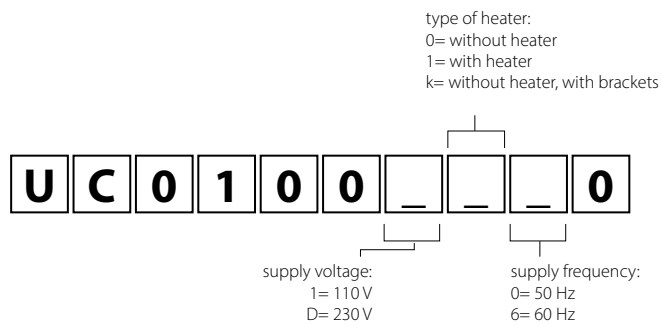 type of heater:
0= without heater
1= with heater
k= without heater, with brackets
U C 0 1 0 0 _ _ _ 0
supply voltage:
1= 110 V
D= 230 V
supply frequency:
0= 50 Hz
6= 60 Hz